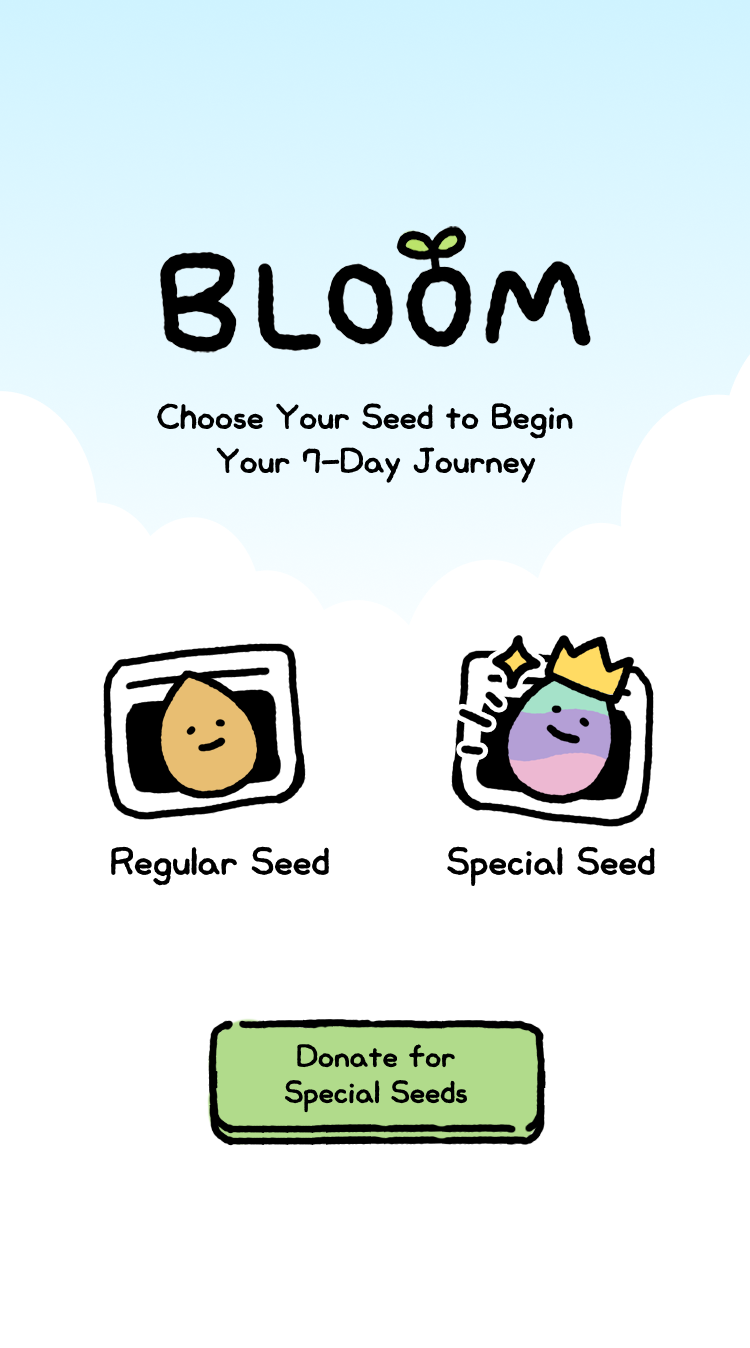 BLOOM
Choose Your Seed to Begin
Your 7-Day Journey
Regular Seed
Special Seed
Donate for
Special Seeds